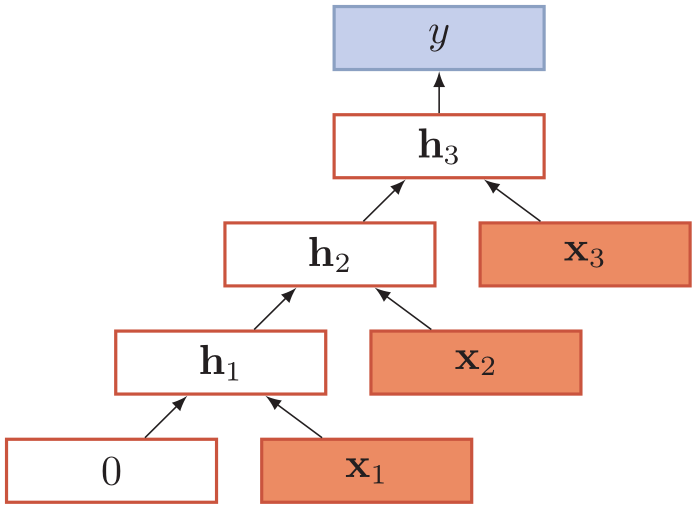 y
h₃
h₂
x₃
h₁
x₂
0
x₁